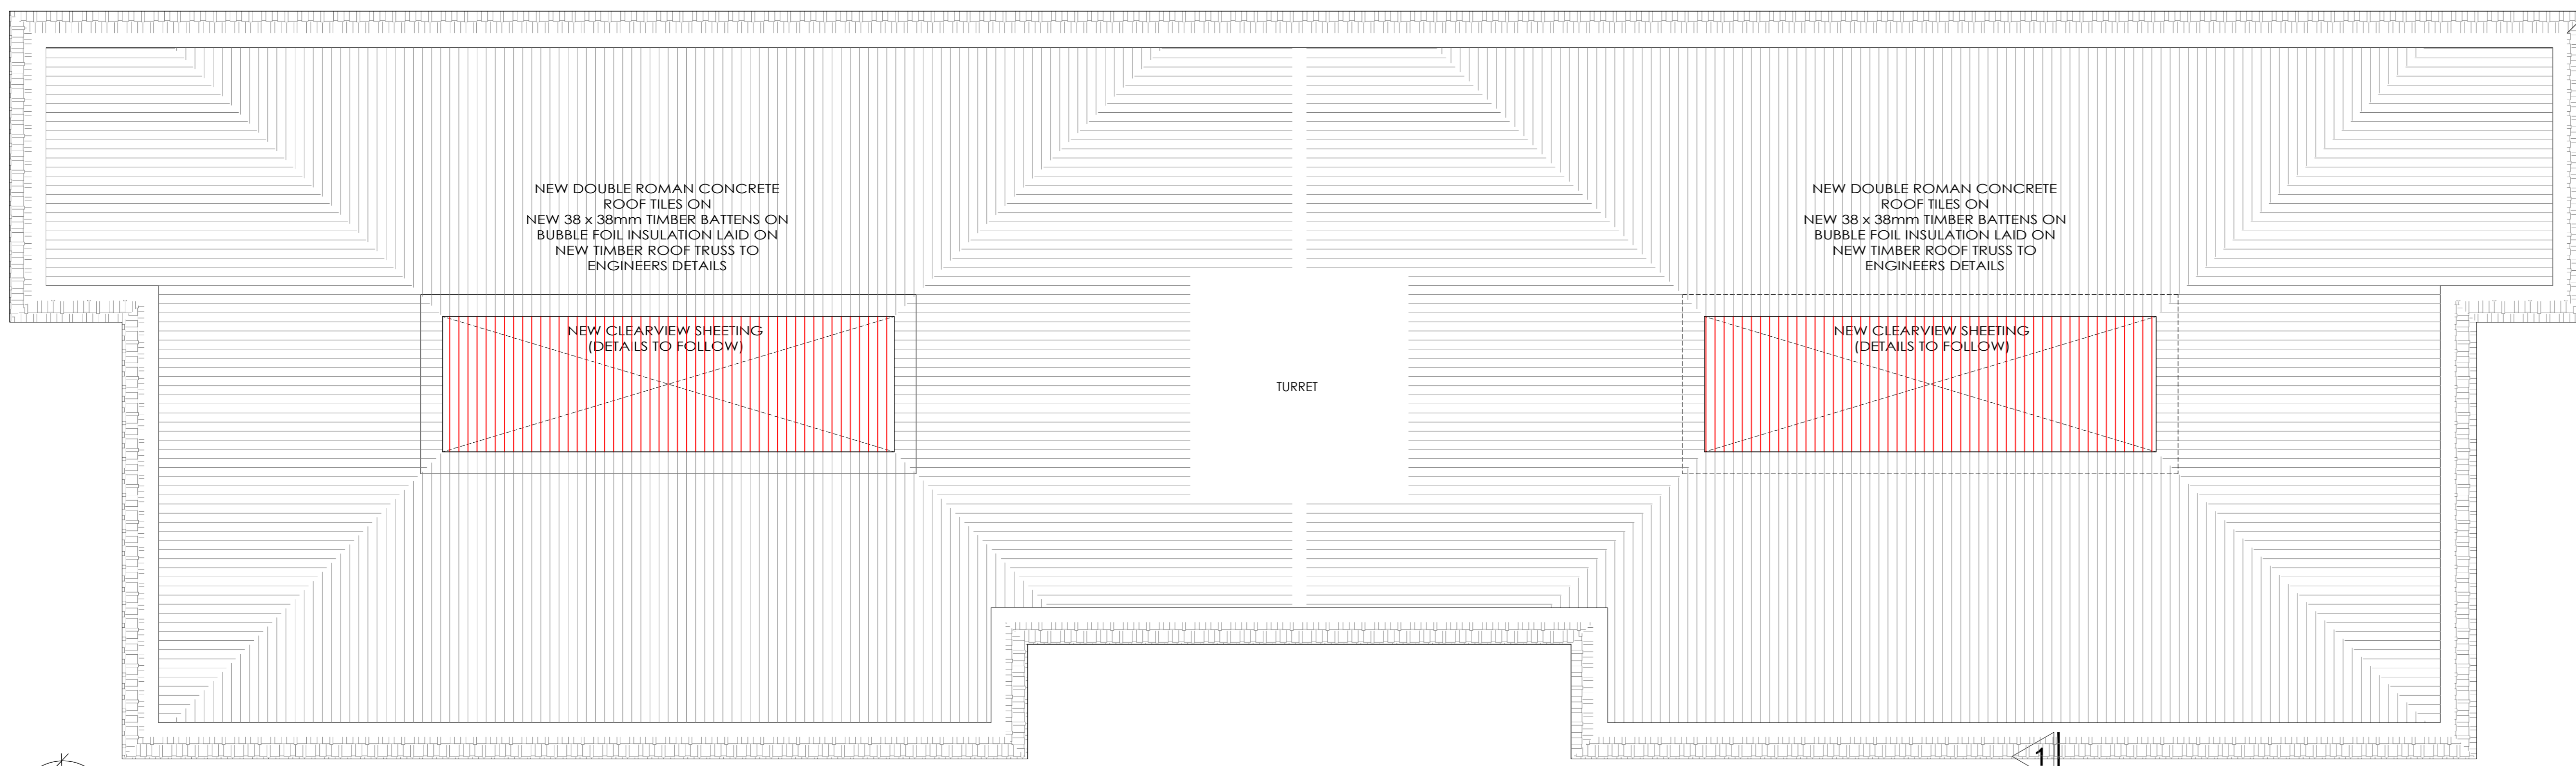 NEW DOUBLE ROMAN CONCRETE
ROOF TILES ON
NEW 38 x 38mm TIMBER BATTENS ON
BUBBLE FOIL INSULATION LAID ON
NEW TIMBER ROOF TRUSS TO
ENGINEERS DETAILS
NEW CLEARVIEW SHEETING
(DETAILS TO FOLLOW)
TURRET
NEW DOUBLE ROMAN CONCRETE
ROOF TILES ON
NEW 38 x 38mm TIMBER BATTENS ON
BUBBLE FOIL INSULATION LAID ON
NEW TIMBER ROOF TRUSS TO
ENGINEERS DETAILS
NEW CLEARVIEW SHEETING
(DETAILS TO FOLLOW)
1